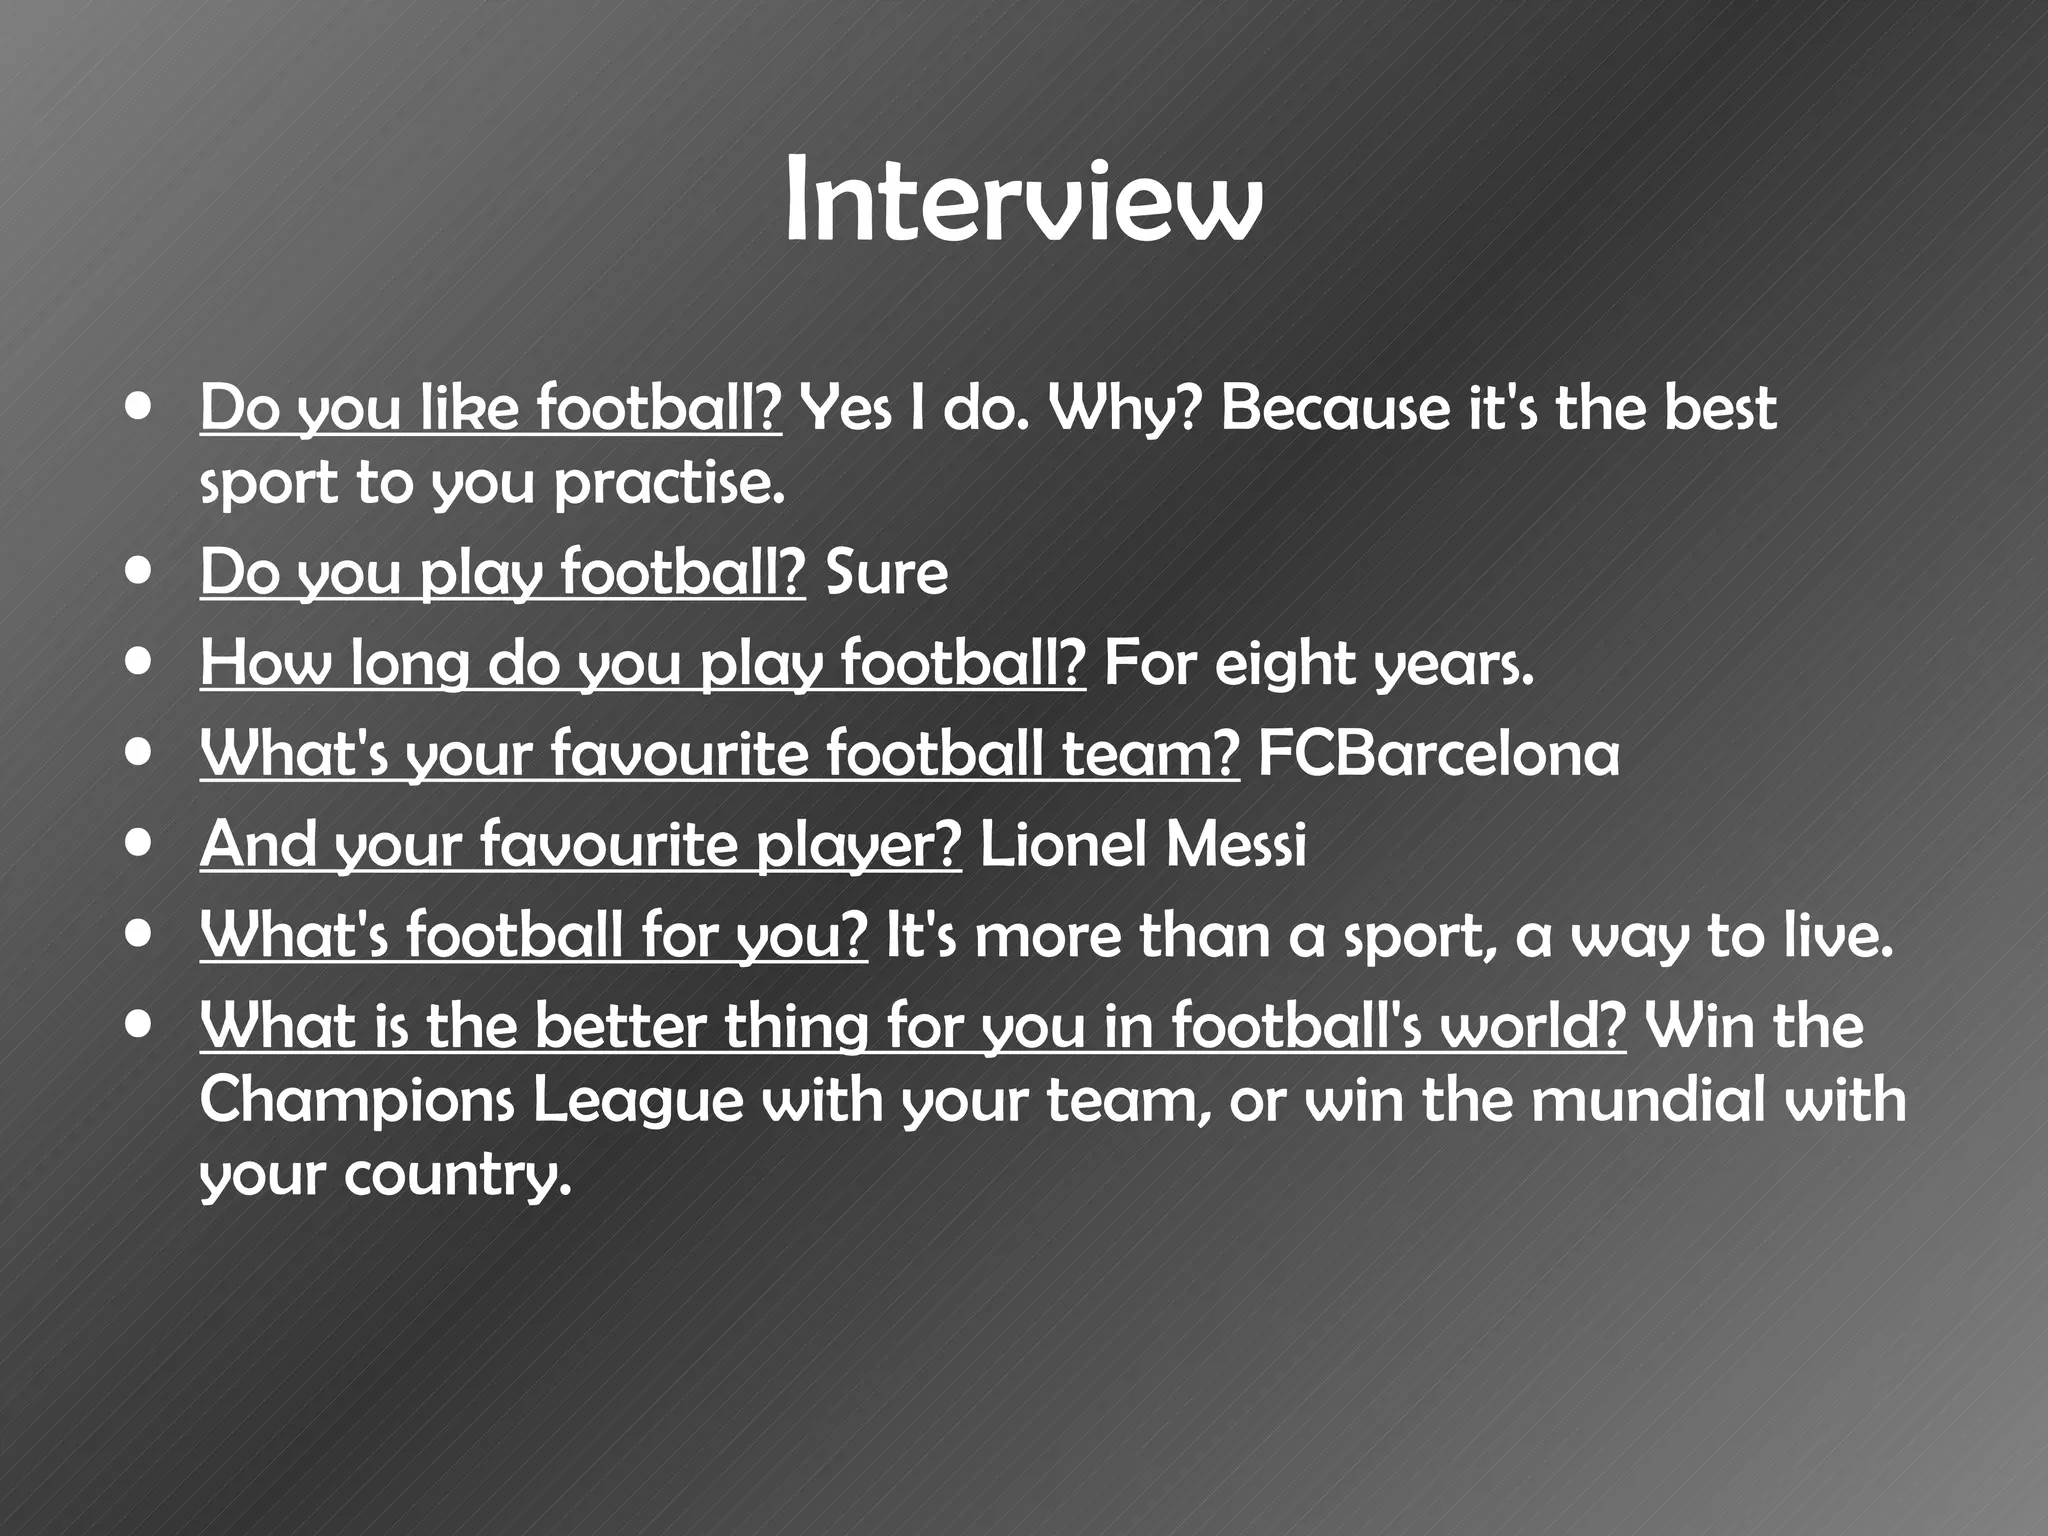 Interview
• Do you like football? Yes I do. Why? Because it's the best
sport to you practise.
• Do you play football? Sure
• How long do you play football? For eight years.
• What's your favourite football team? FCBarcelona
• And your favourite player? Lionel Messi
• What's football for you? It's more than a sport, a way to live.
• What is the better thing for you in football's world? Win the
Champions League with your team, or win the mundial with
your country.